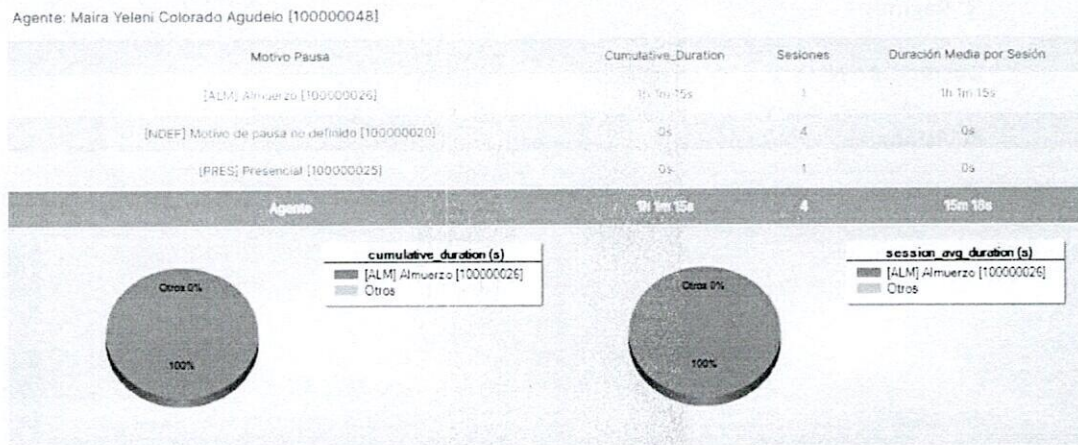 Agente: Maira Yeleni Colorado Agudelo [100000048]
Motivo Pausa Cumulative_Duration Sesiones Duración Media por Sesión
[ALM] Almuerzo [100000026] 1h 1m 15s 1 1h 1m 15s
[NDEF] Motivo de pausa no definido [100000020] 0s 4 0s
[PRES] Presencial [100000025] 0s 1 0s
Agente 1h 1m 15s 4 15m 18s
cumulative_duration (s)
[ALM] Almuerzo [100000026]
Otros
Otros 0%
100%
session_avg_duration (s)
[ALM] Almuerzo [100000026]
Otros
Otros 0%
100%